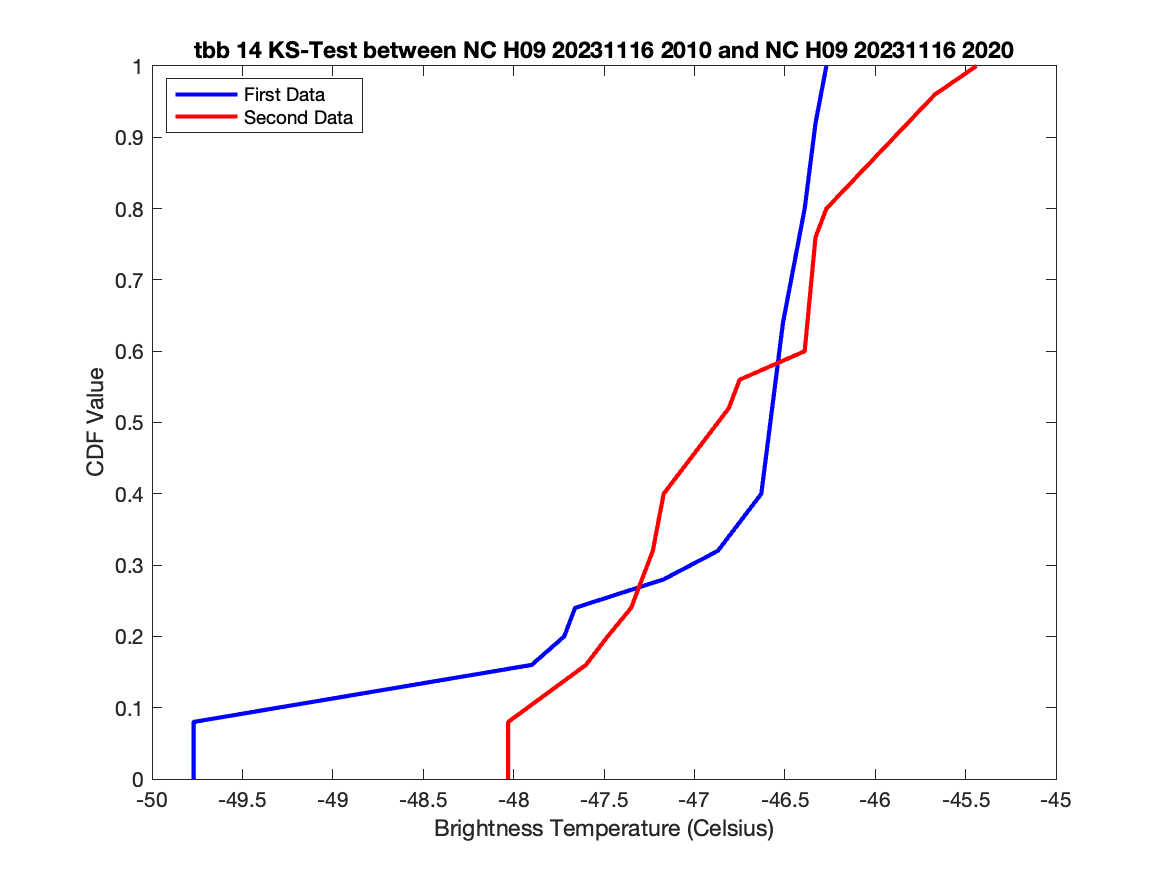 tbb 14 KS-Test between NC H09 20231116 2010 and NC H09 20231116 2020
First Data
Second Data
1
0.9
0.8
0.7
0.6
0.5
0.4
0.3
0.2
0.1
0
CDF Value
-50 -49.5 -49 -48.5 -48 -47.5 -47 -46.5 -46 -45.5 -45
Brightness Temperature (Celsius)